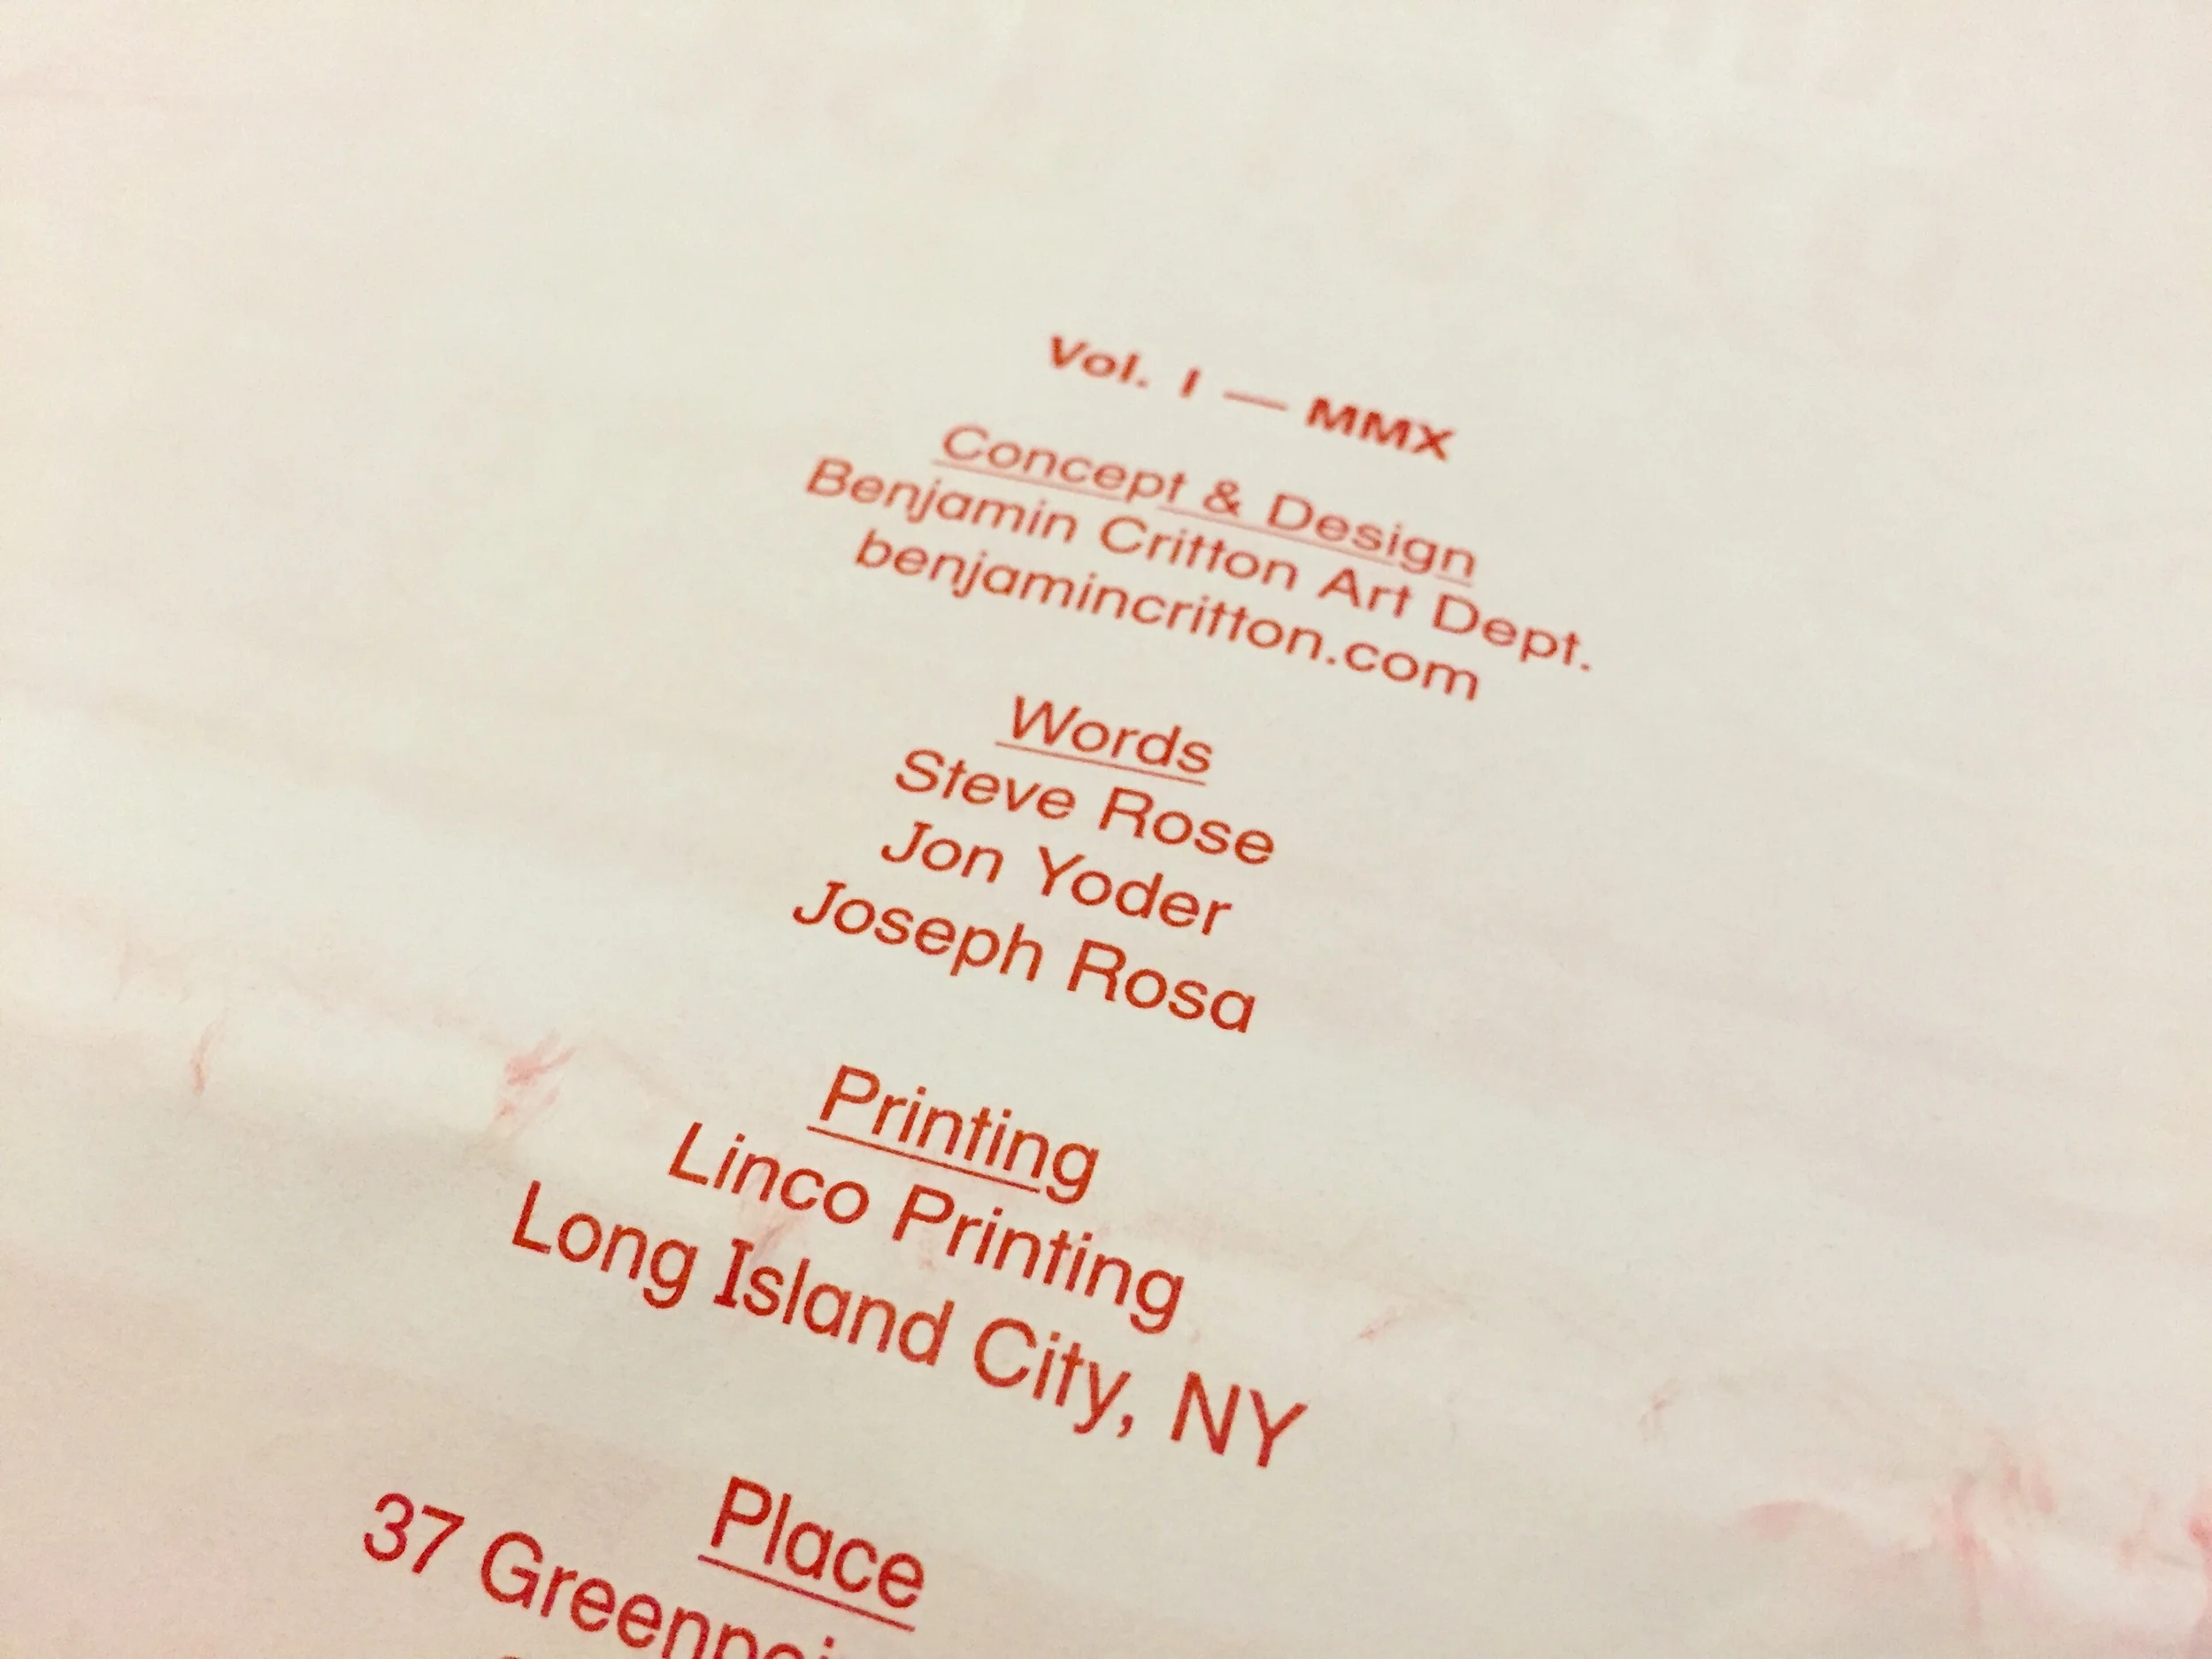 Vol. I — MMX
Concept & Design
Benjamin Critton Art Dept.
benjamincritton.com
Words
Steve Rose
Jon Yoder
Joseph Rosa
Printing
Linco Printing
Long Island City, NY
Place
37